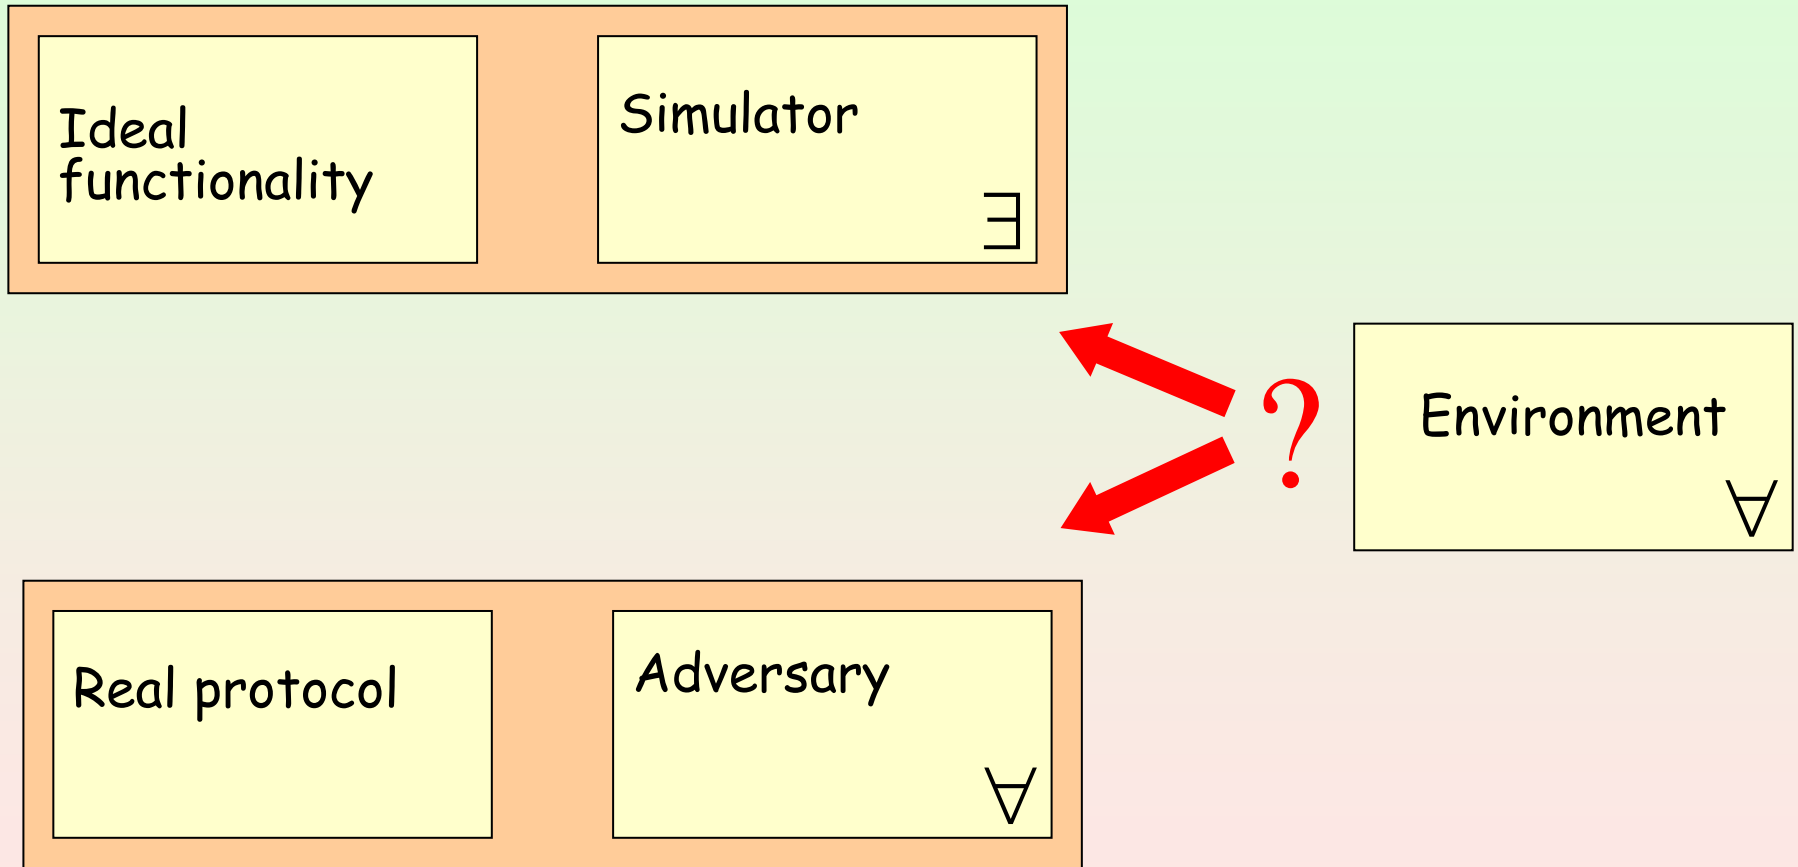 Ideal
functionality
Simulator
∃
?
Environment
∀
Real protocol
Adversary
∀